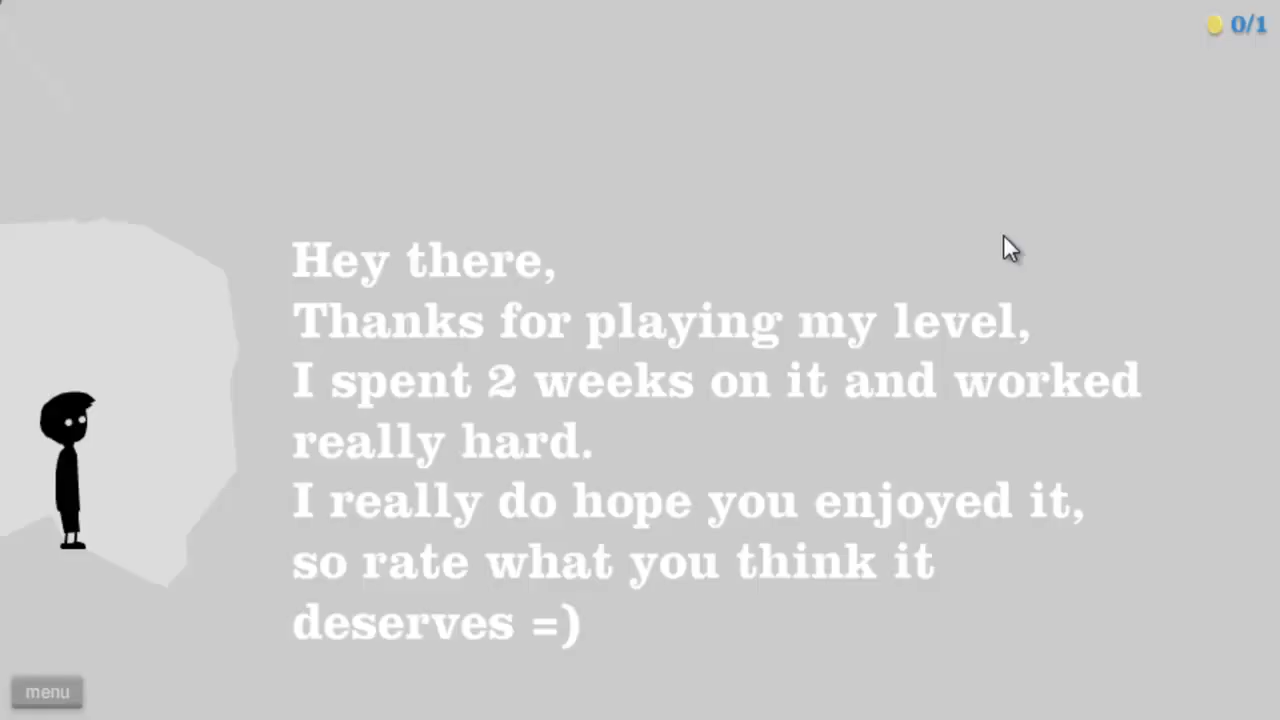 0/1
Hey there,
Thanks for playing my level,
I spent 2 weeks on it and worked
really hard.
I really do hope you enjoyed it,
so rate what you think it
deserves =)
menu